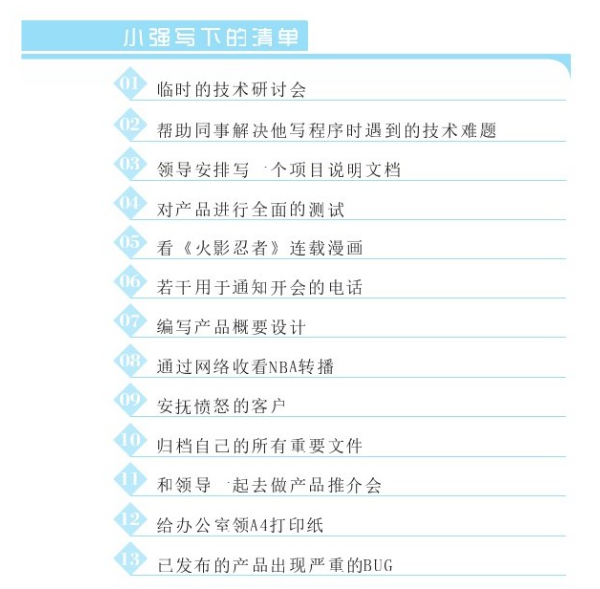 小强写下的清单
01 临时的技术研讨会
02 帮助同事解决他写程序时遇到的技术难题
03 领导安排写一个项目说明文档
04 对产品进行全面的测试
05 看《火影忍者》连载漫画
06 若干用于通知开会的电话
07 编写产品概要设计
08 通过网络收看NBA转播
09 安抚愤怒的客户
10 归档自己的所有重要文件
11 和领导一起去做产品推介会
12 给办公室领A4打印纸
13 已发布的产品出现严重的BUG